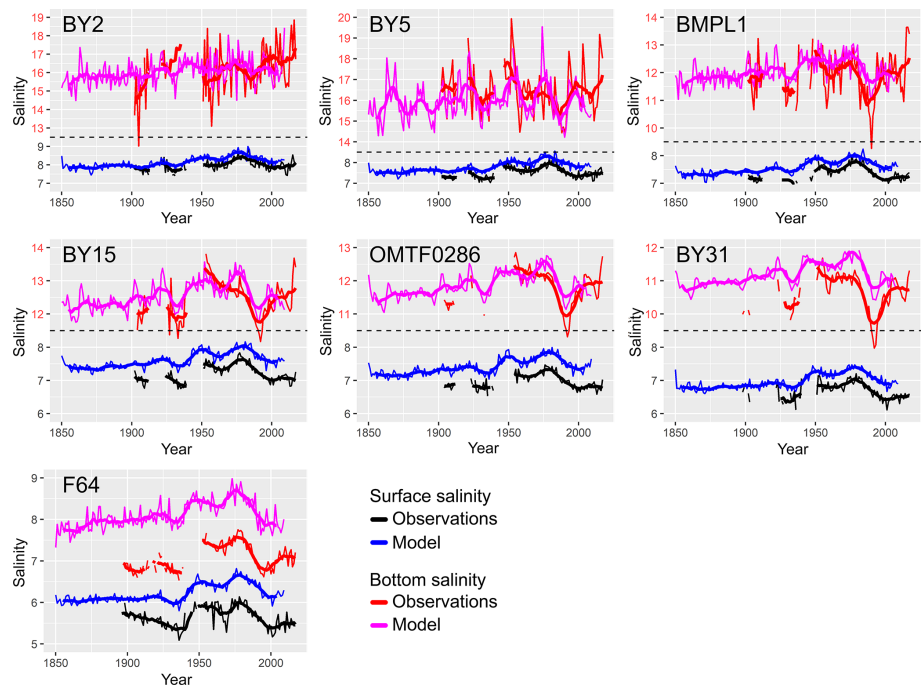 BY2
19
18
17
16
15
14
13
9
8
7
Salinity
1850
1900
1950
2000
Year
BY5
20
19
18
17
16
15
14
8
7
Salinity
1850
1900
1950
2000
Year
BMPL1
13
12
11
10
8
7
Salinity
1850
1900
1950
2000
Year
BY15
14
13
12
8
7
6
Salinity
1850
1900
1950
2000
Year
OMTF0286
13
12
11
8
7
6
Salinity
1850
1900
1950
2000
Year
BY31
12
11
10
8
7
6
Salinity
1850
1900
1950
2000
Year
F64
9
8
7
6
5
Salinity
1850
1900
1950
2000
Year
Surface salinity
Observations
Model
Bottom salinity
Observations
Model